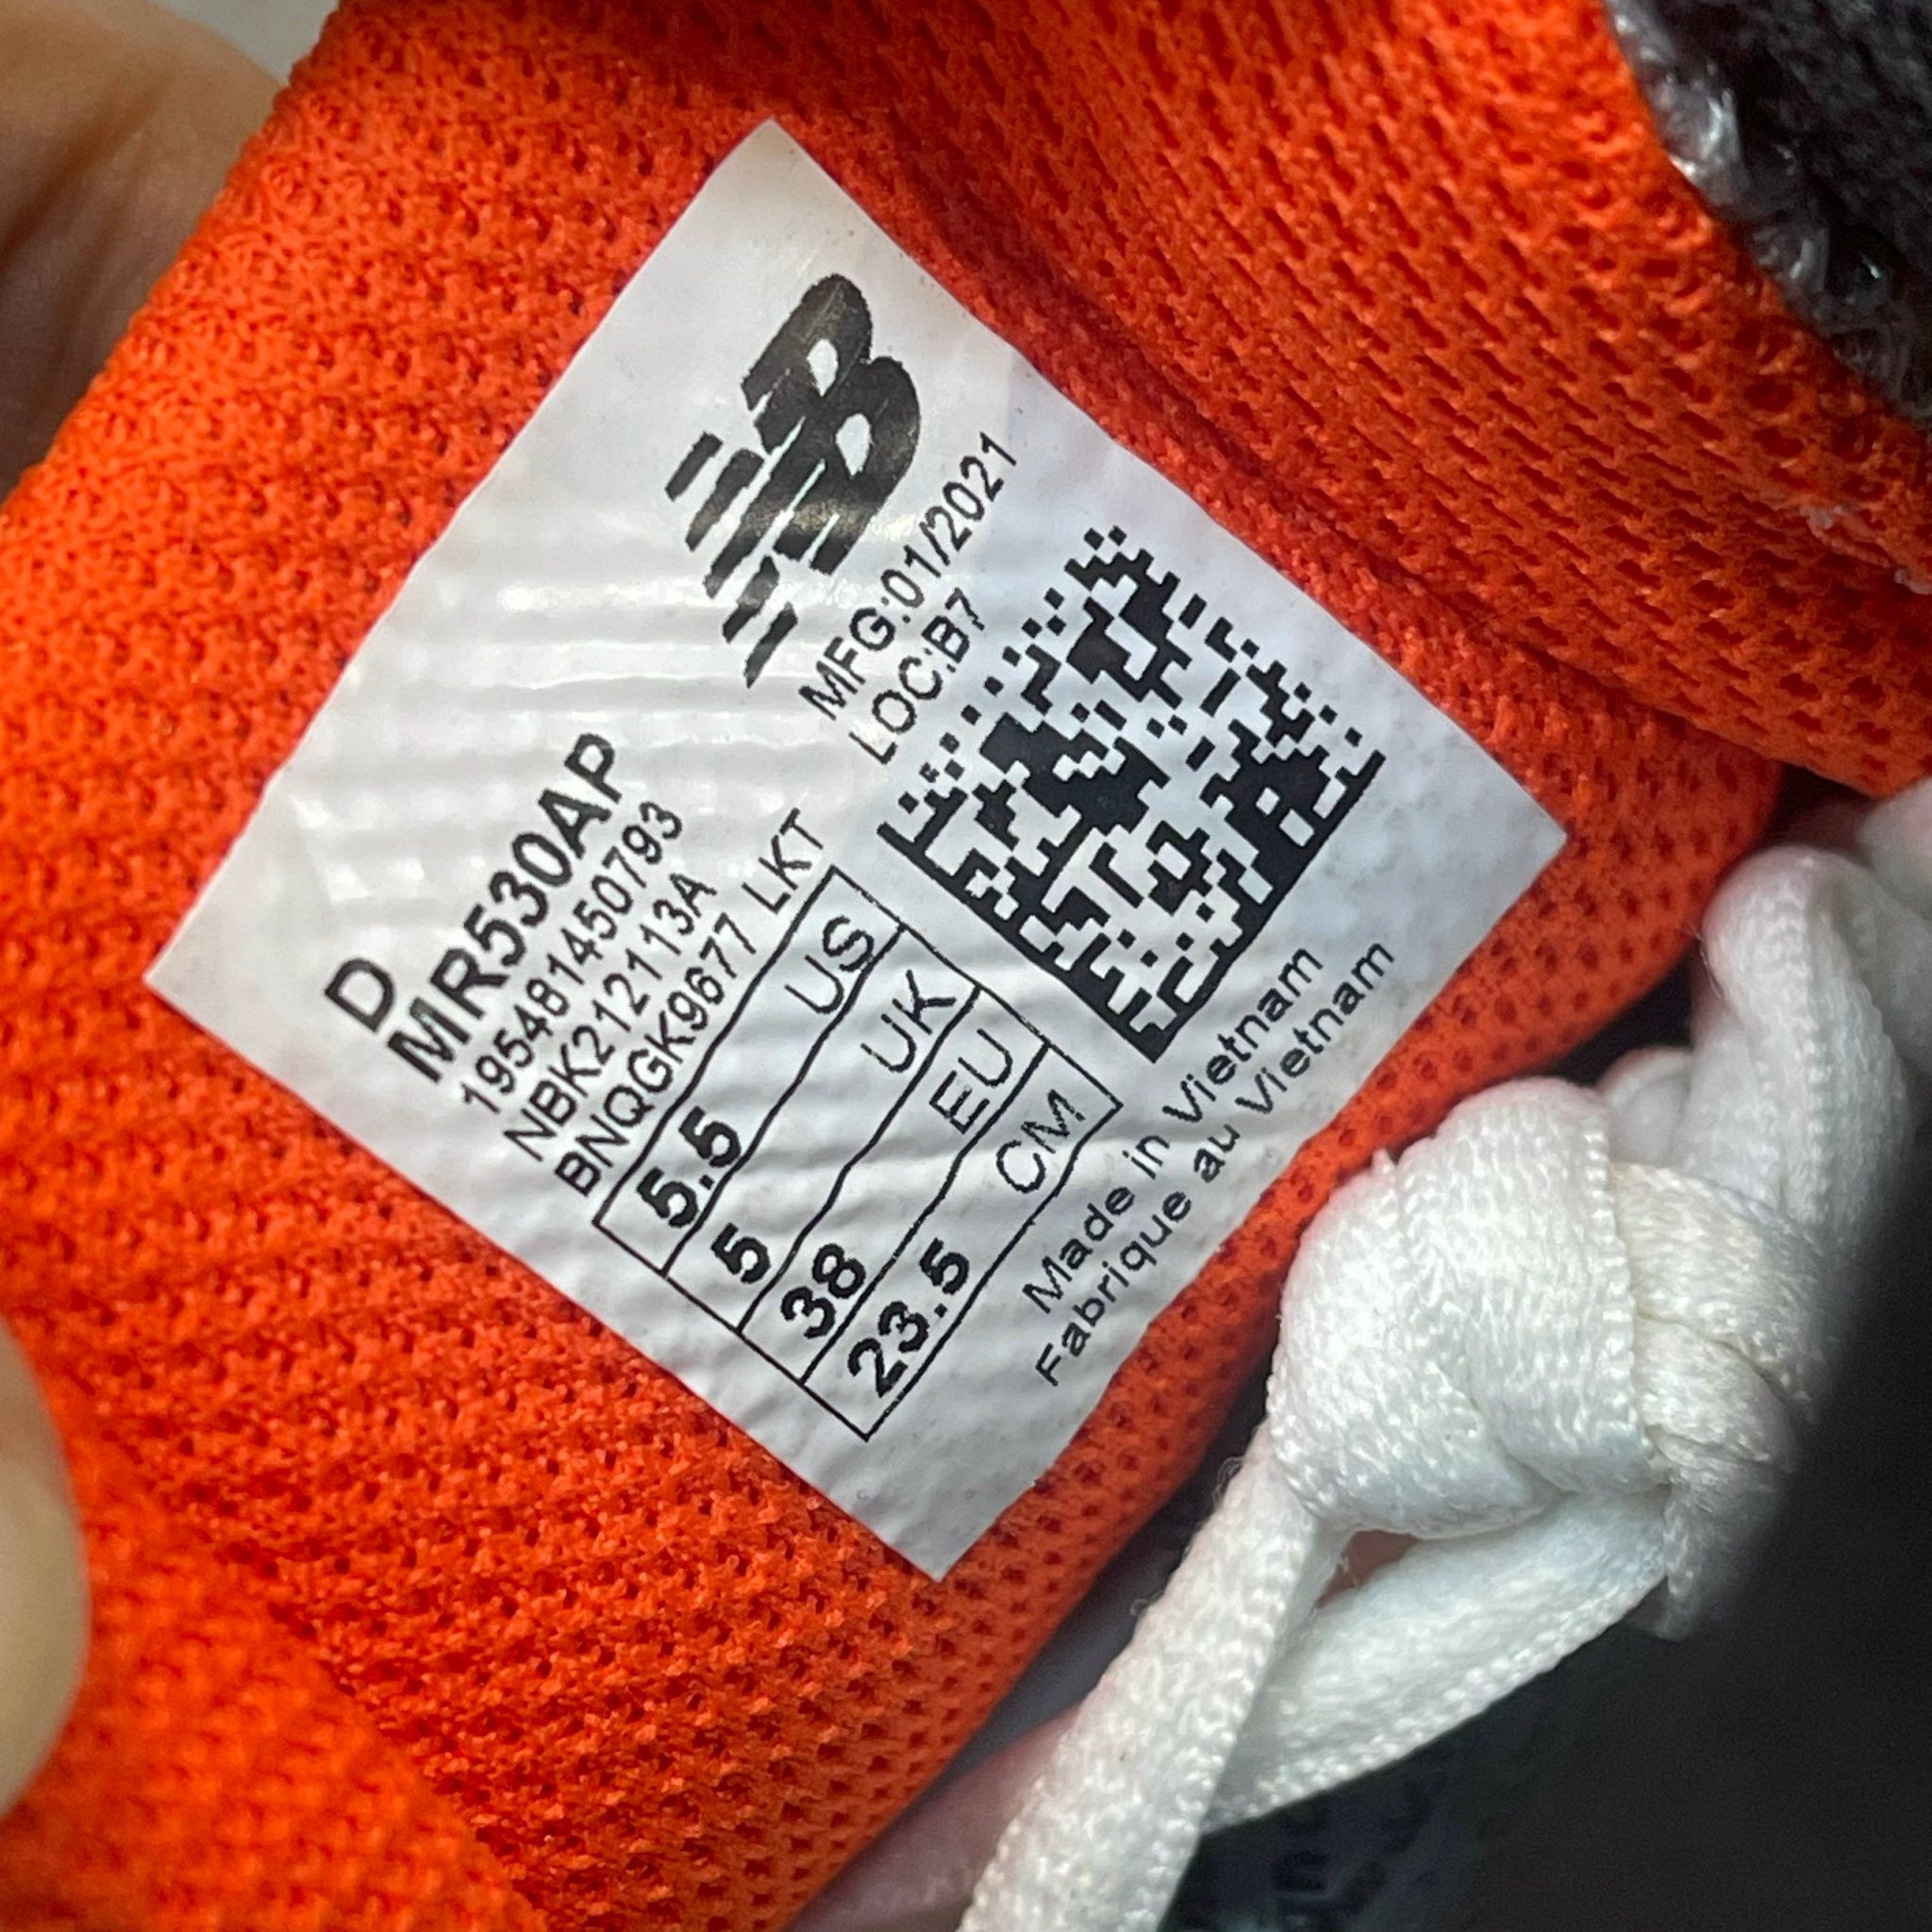 NB
MFG:01/2021
LOC:B7
D
MR530AP
195481450793
NBK212113A
BNQGK9677 LKT
5.5 US
5 UK
38 EU
23.5 CM
Made in Vietnam
Fabrique au Vietnam